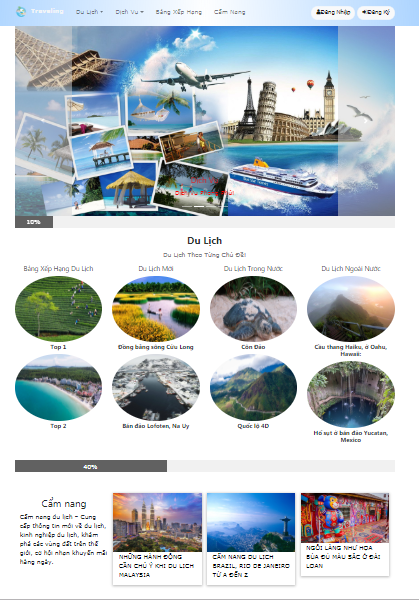 Traveling
Du Lịch
Dịch Vụ
Bảng Xếp Hạng
Cẩm Nang
Đăng Nhập
Đăng Ký
10%
Du Lịch
Du Lịch Theo Từng Chủ Đề!
Bảng Xếp Hạng Du Lịch
Du Lịch Mới
Du Lịch Trong Nước
Du Lịch Ngoài Nước
Top 1
Đồng bằng sông Cửu Long
Côn Đảo
Cầu thang Haiku, ở Oahu,
Hawaii:
Top 2
Bán đảo Lofoten, Na Uy
Quốc lộ 4D
Hố sụt ở bán đảo Yucatan,
Mexico
40%
Cẩm nang
Cẩm nang du lịch – Cung
cấp thông tin mới về du lịch,
kinh nghiệm du lịch, khám
phá các vùng đất trên thế
giới, cơ hội nhận khuyến mãi
hàng ngày.
NHỮNG HÀNH ĐỘNG
CẦN CHÚ Ý KHI DU LỊCH
MALAYSIA
CẨM NANG DU LỊCH
BRAZIL, RIO DE JANEIRO
TỪ A ĐẾN Z
NGÔI LÀNG NHƯ HỌA
BÙA ĐỦ MÀU SẮC Ở ĐÀI
LOAN